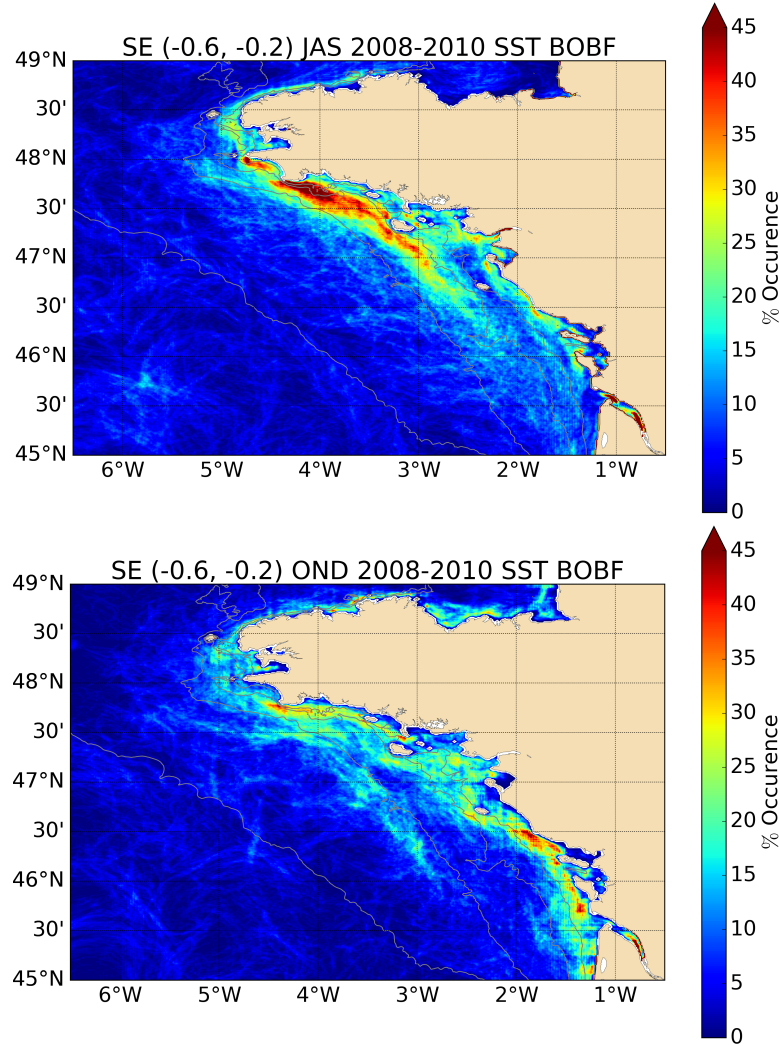 SE (-0.6, -0.2) JAS 2008-2010 SST BOBF
49°N
30'
48°N
30'
47°N
30'
46°N
30'
45°N
6°W 5°W 4°W 3°W 2°W 1°W
45
40
35
30
25
20
15
10
5
0
% Occurence
SE (-0.6, -0.2) OND 2008-2010 SST BOBF
49°N
30'
48°N
30'
47°N
30'
46°N
30'
45°N
6°W 5°W 4°W 3°W 2°W 1°W
45
40
35
30
25
20
15
10
5
0
% Occurence